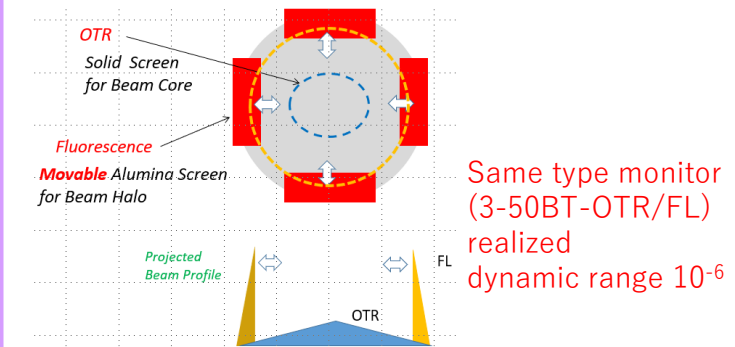 OTR
Solid Screen
for Beam Core
Fluorescence
Movable Alumina Screen
for Beam Halo
Same type monitor
(3-50BT-OTR/FL)
realized
dynamic range 10⁻⁶
Projected
Beam Profile
FL
OTR